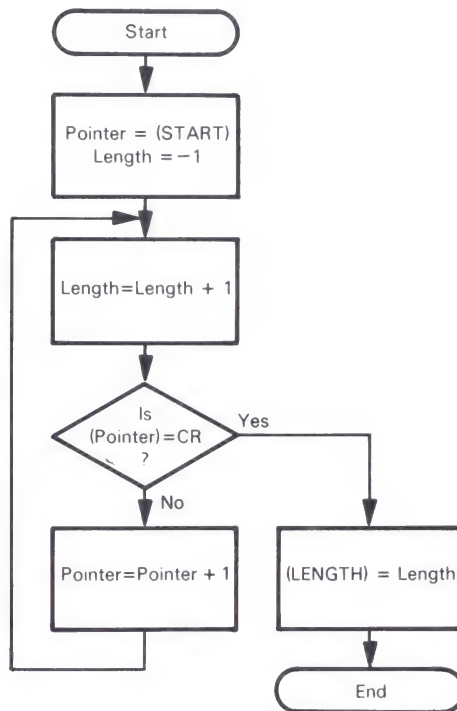 Start
Pointer = (START)
Length = −1
Length=Length + 1
Is
(Pointer)=CR
?
Yes
No
Pointer=Pointer + 1
(LENGTH) = Length
End